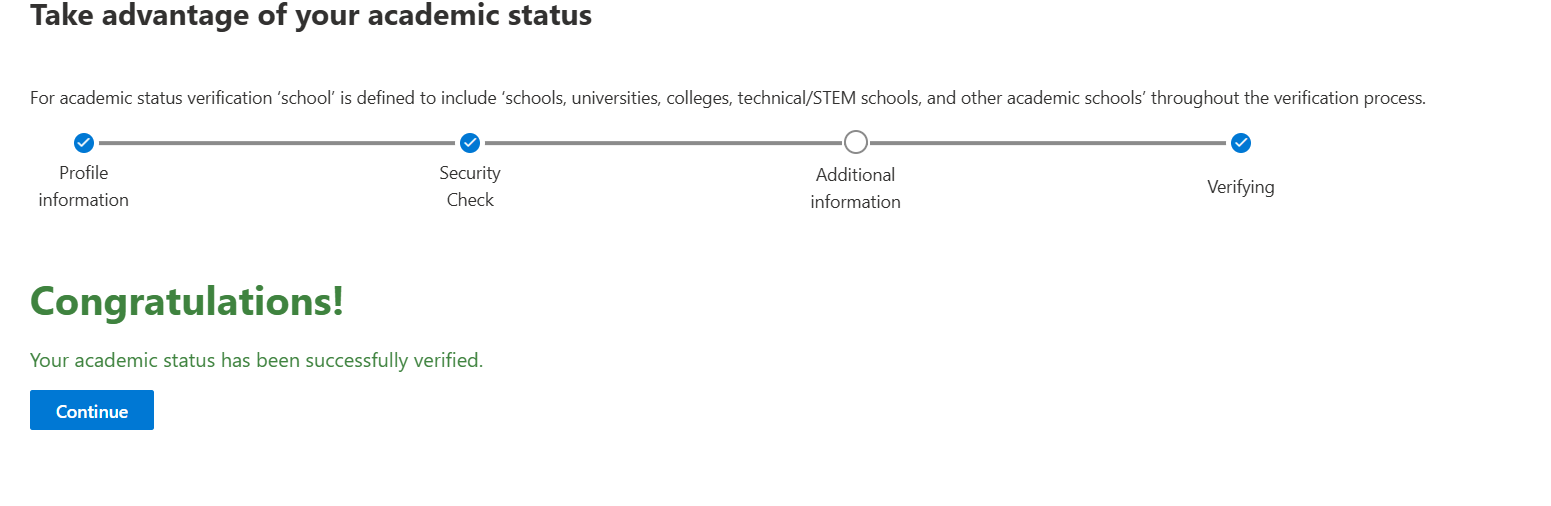 Take advantage of your academic status
For academic status verification ‘school’ is defined to include ‘schools, universities, colleges, technical/STEM schools, and other academic schools’ throughout the verification process.
Profile
information
Security
Check
Additional
information
Verifying
Congratulations!
Your academic status has been successfully verified.
Continue